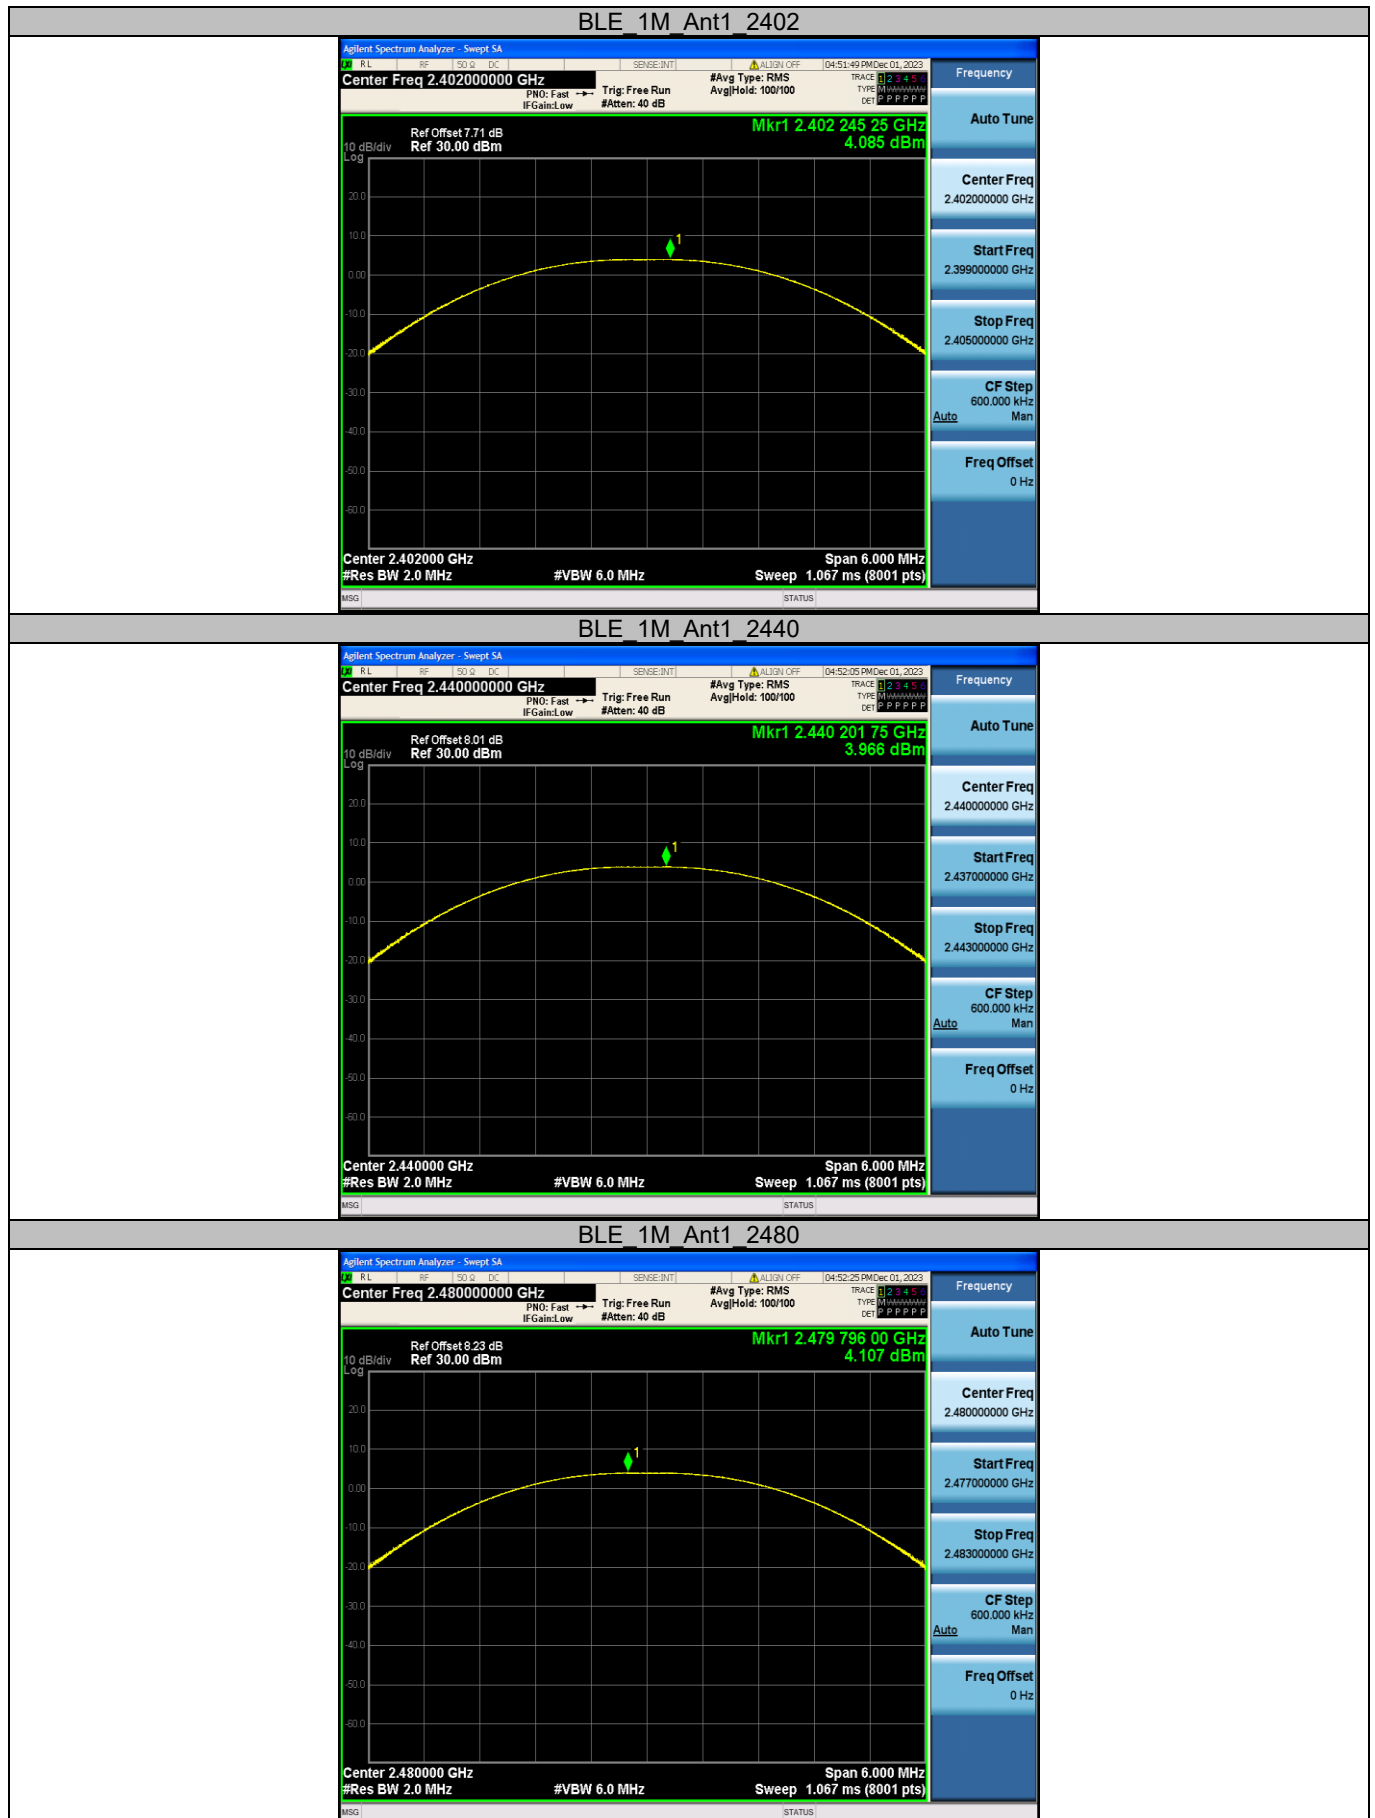 BLE_1M_Ant1_2402
Agilent Spectrum Analyzer - Swept SA
RL RF 50 Ω DC SENSE:INT ALIGN OFF 04:51:49 PM Dec 01, 2023
Center Freq 2.402000000 GHz
PNO: Fast
IFGain:Low
Trig: Free Run
#Atten: 40 dB
#Avg Type: RMS
Avg|Hold: 100/100
TRACE 1 2 3 4 5 6
TYPE M
DET P P P P P P
Frequency
Mkr1 2.402 245 25 GHz
4.085 dBm
Ref Offset 7.71 dB
10 dB/div Ref 30.00 dBm
Log
20.0
10.0
0.00
-10.0
-20.0
-30.0
-40.0
-50.0
-60.0
1
Center 2.402000 GHz Span 6.000 MHz
#Res BW 2.0 MHz #VBW 6.0 MHz Sweep 1.067 ms (8001 pts)
MSG STATUS
Auto Tune
Center Freq
2.402000000 GHz
Start Freq
2.399000000 GHz
Stop Freq
2.405000000 GHz
CF Step
600.000 kHz
Auto Man
Freq Offset
0 Hz
BLE_1M_Ant1_2440
Agilent Spectrum Analyzer - Swept SA
RL RF 50 Ω DC SENSE:INT ALIGN OFF 04:52:05 PM Dec 01, 2023
Center Freq 2.440000000 GHz
PNO: Fast
IFGain:Low
Trig: Free Run
#Atten: 40 dB
#Avg Type: RMS
Avg|Hold: 100/100
TRACE 1 2 3 4 5 6
TYPE M
DET P P P P P P
Frequency
Mkr1 2.440 201 75 GHz
3.966 dBm
Ref Offset 8.01 dB
10 dB/div Ref 30.00 dBm
Log
20.0
10.0
0.00
-10.0
-20.0
-30.0
-40.0
-50.0
-60.0
1
Center 2.440000 GHz Span 6.000 MHz
#Res BW 2.0 MHz #VBW 6.0 MHz Sweep 1.067 ms (8001 pts)
MSG STATUS
Auto Tune
Center Freq
2.440000000 GHz
Start Freq
2.437000000 GHz
Stop Freq
2.443000000 GHz
CF Step
600.000 kHz
Auto Man
Freq Offset
0 Hz
BLE_1M_Ant1_2480
Agilent Spectrum Analyzer - Swept SA
RL RF 50 Ω DC SENSE:INT ALIGN OFF 04:52:25 PM Dec 01, 2023
Center Freq 2.480000000 GHz
PNO: Fast
IFGain:Low
Trig: Free Run
#Atten: 40 dB
#Avg Type: RMS
Avg|Hold: 100/100
TRACE 1 2 3 4 5 6
TYPE M
DET P P P P P P
Frequency
Mkr1 2.479 796 00 GHz
4.107 dBm
Ref Offset 8.23 dB
10 dB/div Ref 30.00 dBm
Log
20.0
10.0
0.00
-10.0
-20.0
-30.0
-40.0
-50.0
-60.0
1
Center 2.480000 GHz Span 6.000 MHz
#Res BW 2.0 MHz #VBW 6.0 MHz Sweep 1.067 ms (8001 pts)
MSG STATUS
Auto Tune
Center Freq
2.480000000 GHz
Start Freq
2.477000000 GHz
Stop Freq
2.483000000 GHz
CF Step
600.000 kHz
Auto Man
Freq Offset
0 Hz